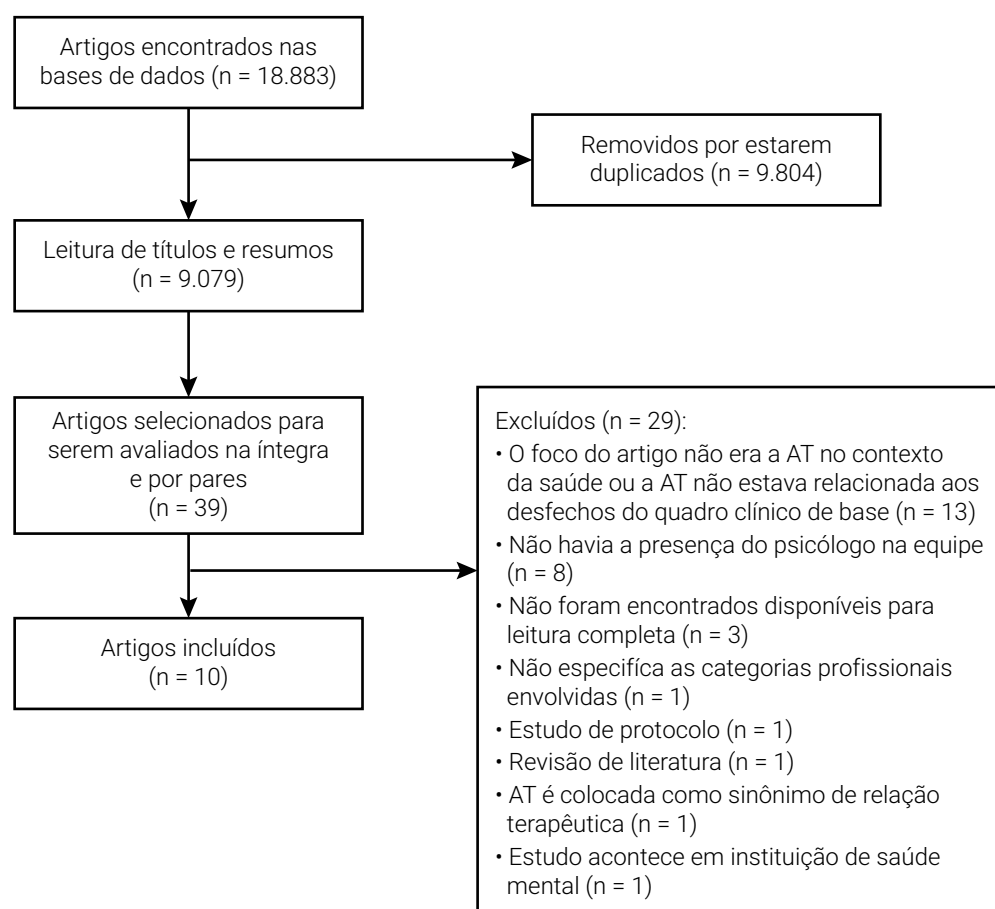 Artigos encontrados nas
bases de dados (n = 18.883)
Removidos por estarem
duplicados (n = 9.804)
Leitura de títulos e resumos
(n = 9.079)
Artigos selecionados para
serem avaliados na íntegra
e por pares
(n = 39)
Excluídos (n = 29):
• O foco do artigo não era a AT no contexto
da saúde ou a AT não estava relacionada aos
desfechos do quadro clínico de base (n = 13)
• Não havia a presença do psicólogo na equipe
(n = 8)
• Não foram encontrados disponíveis para
leitura completa (n = 3)
• Não especifíca as categorias profissionais
envolvidas (n = 1)
• Estudo de protocolo (n = 1)
• Revisão de literatura (n = 1)
• AT é colocada como sinônimo de relação
terapêutica (n = 1)
• Estudo acontece em instituição de saúde
mental (n = 1)
Artigos incluídos
(n = 10)